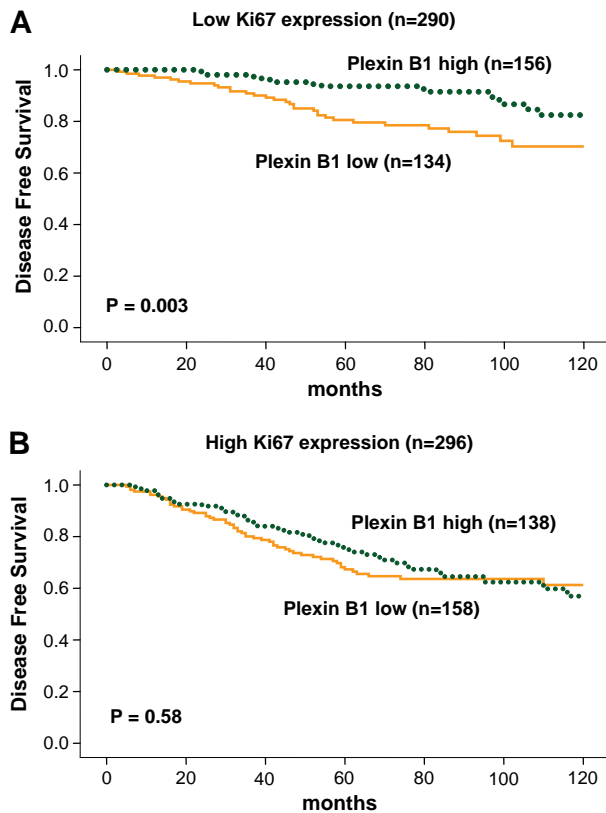 A
Low Ki67 expression (n=290)
Disease Free Survival
1.0
0.8
0.6
0.4
0.2
0.0
Plexin B1 high (n=156)
Plexin B1 low (n=134)
P = 0.003
0 20 40 60 80 100 120
months
B
High Ki67 expression (n=296)
Disease Free Survival
1.0
0.8
0.6
0.4
0.2
0.0
Plexin B1 high (n=138)
Plexin B1 low (n=158)
P = 0.58
0 20 40 60 80 100 120
months